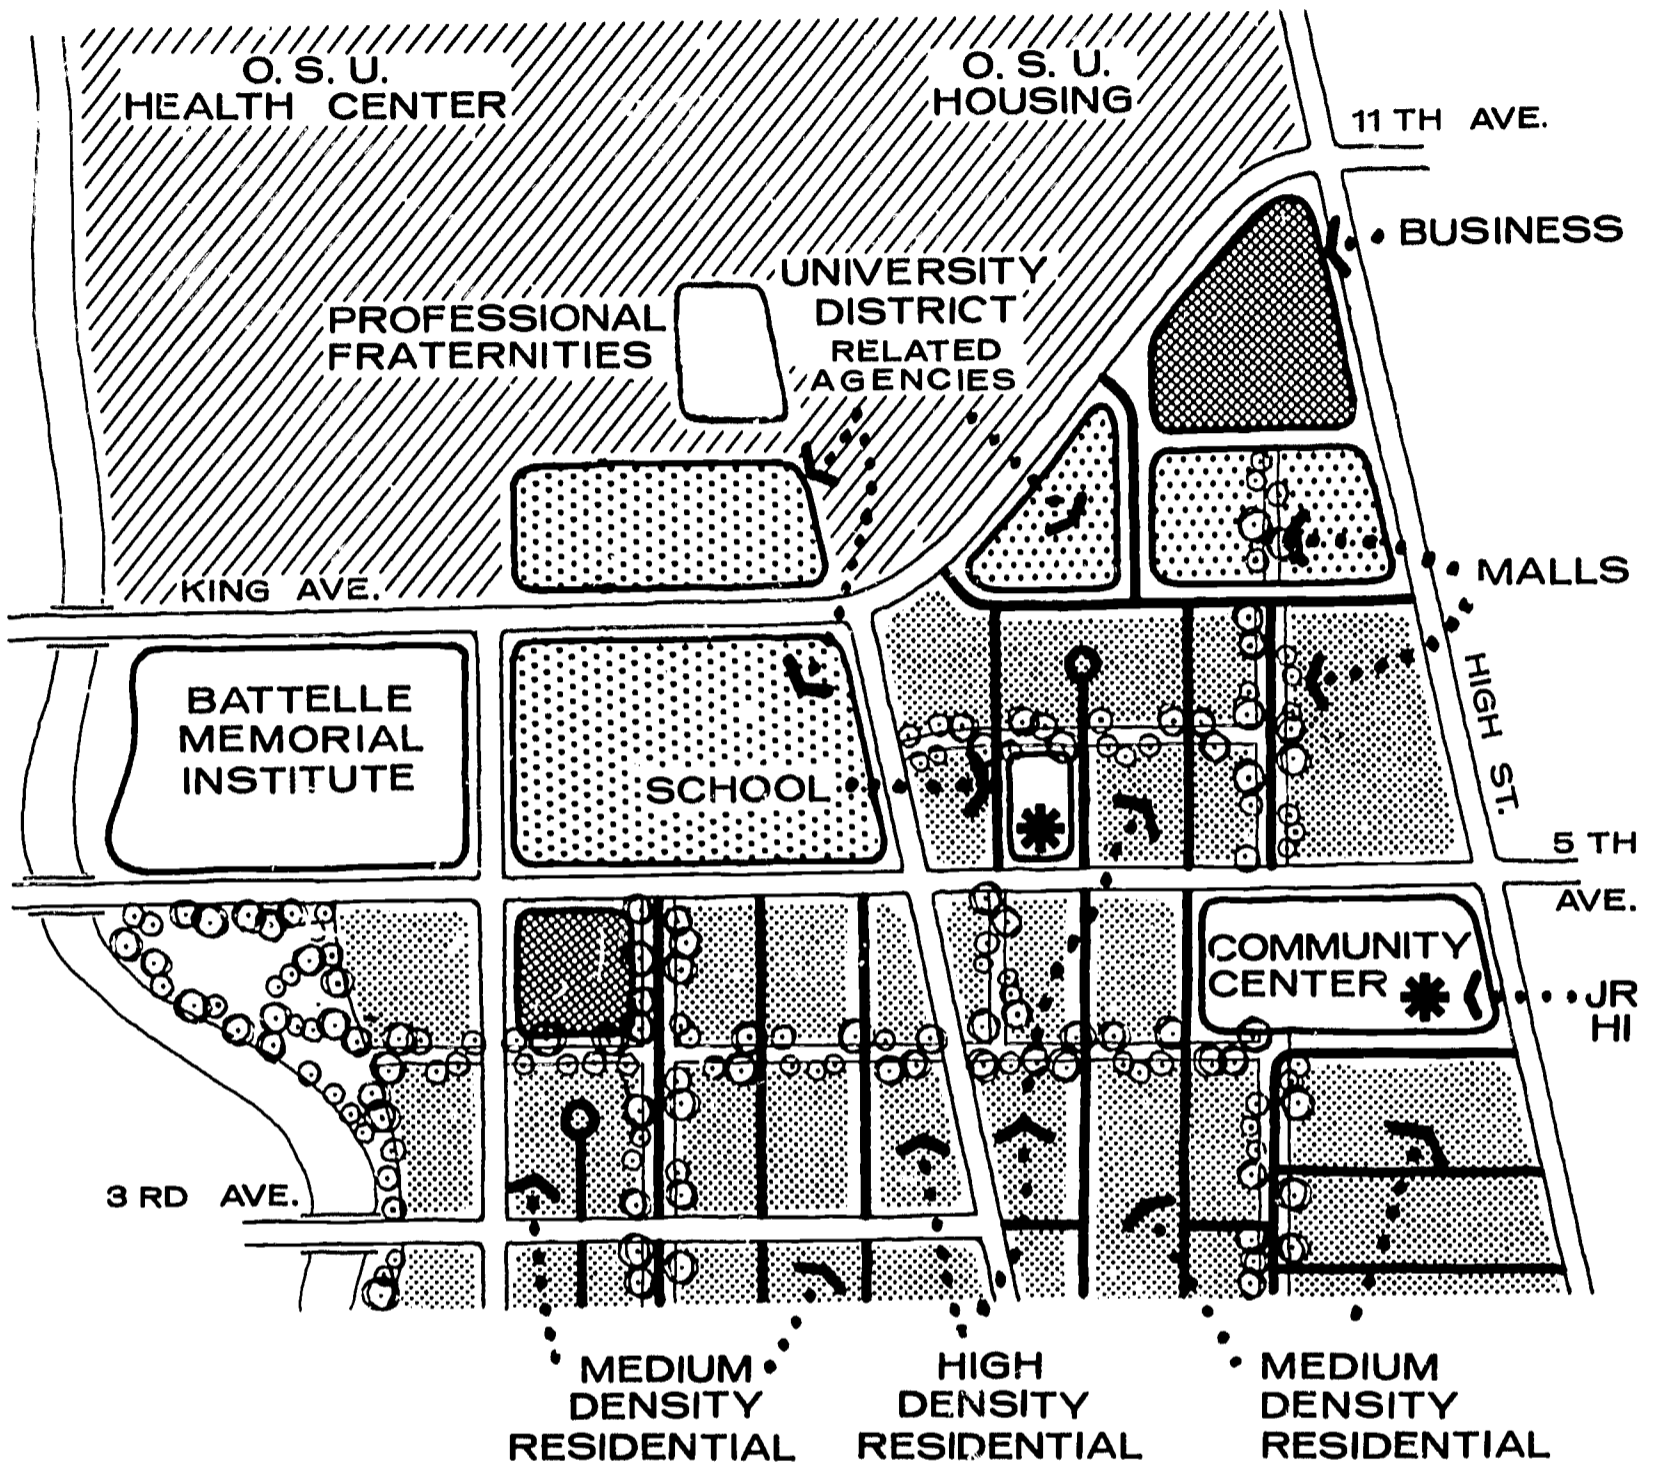 O. S. U.
HEALTH CENTER
O. S. U.
HOUSING
11 TH AVE.
BUSINESS
UNIVERSITY
DISTRICT
RELATED
AGENCIES
PROFESSIONAL
FRATERNITIES
KING AVE.
MALLS
BATTELLE
MEMORIAL
INSTITUTE
SCHOOL
HIGH ST.
5 TH
AVE.
COMMUNITY
CENTER
JR
HI
3 RD AVE.
MEDIUM
DENSITY
RESIDENTIAL
HIGH
DENSITY
RESIDENTIAL
MEDIUM
DENSITY
RESIDENTIAL